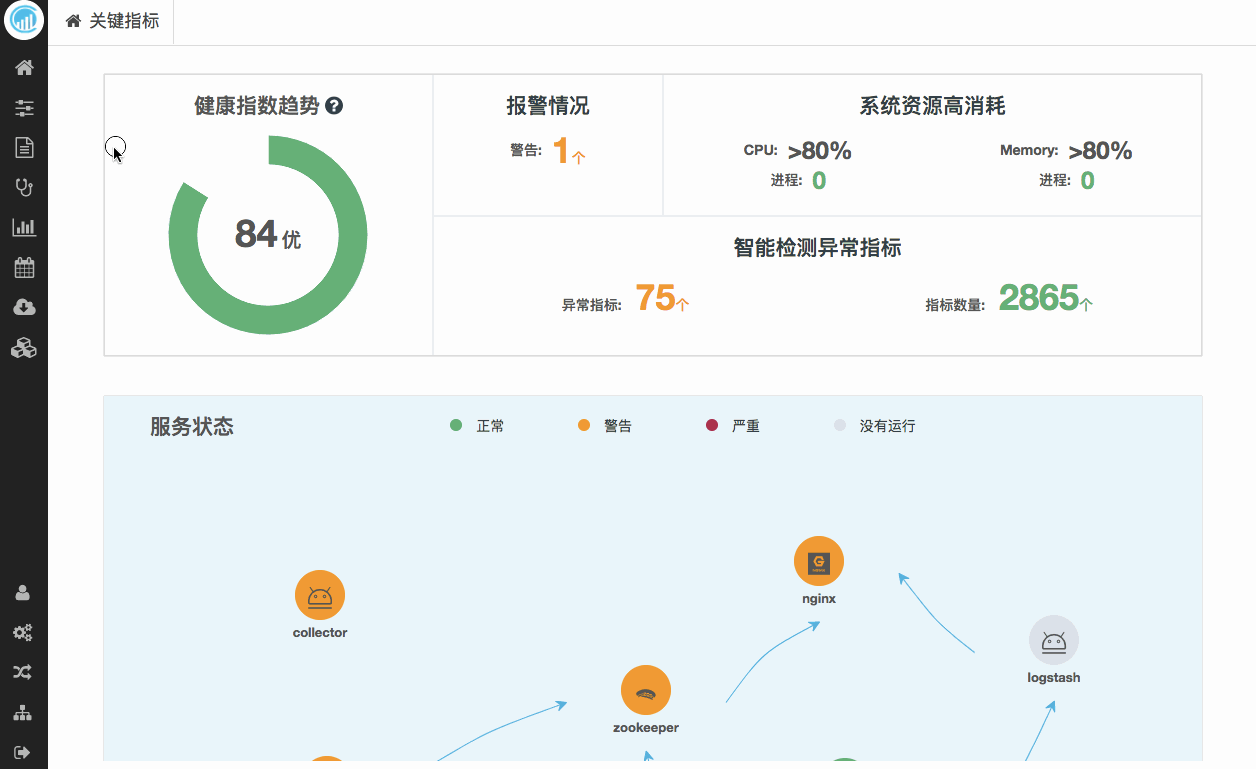 关键指标
健康指数趋势
84 优
报警情况
警告: 1个
系统资源高消耗
CPU: >80%
进程: 0
Memory: >80%
进程: 0
智能检测异常指标
异常指标: 75个
指标数量: 2865个
服务状态
正常
警告
严重
没有运行
nginx
collector
logstash
zookeeper